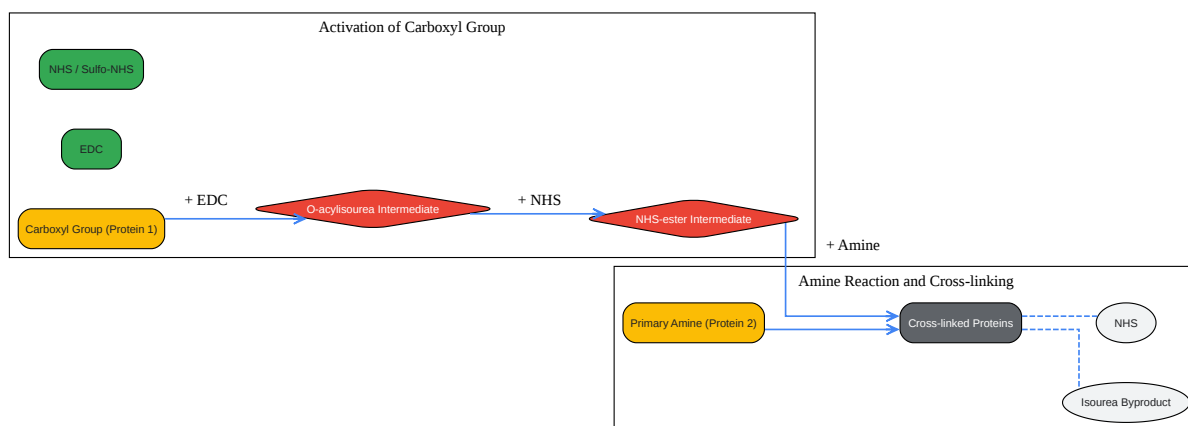 Activation of Carboxyl Group
NHS / Sulfo-NHS
EDC
+ EDC
+ NHS
O-acylisourea Intermediate
NHS-ester Intermediate
Carboxyl Group (Protein 1)
+ Amine
Amine Reaction and Cross-linking
Primary Amine (Protein 2)
Cross-linked Proteins
NHS
Isourea Byproduct